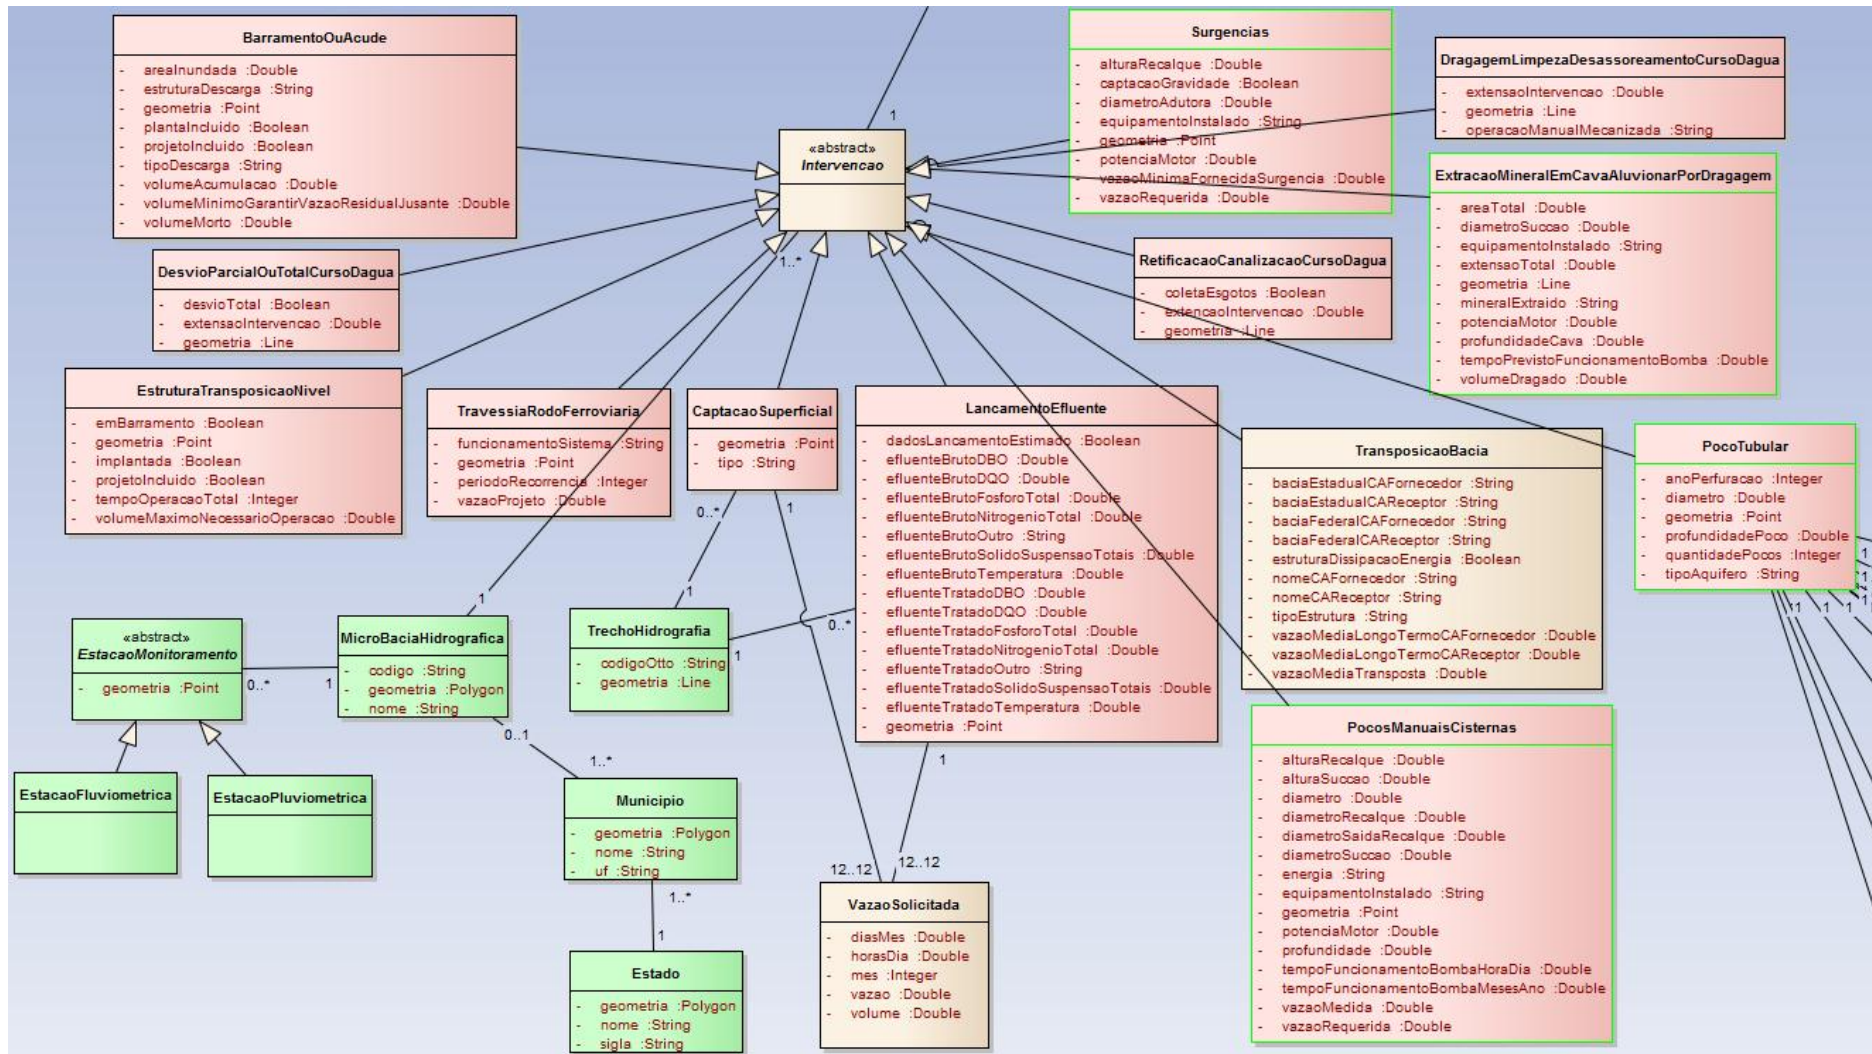 BarramentoOuAcude
- areaInundada :Double
- estruturaDescarga :String
- geometria :Point
- plantaIncluido :Boolean
- projetoIncluido :Boolean
- tipoDescarga :String
- volumeAcumulacao :Double
- volumeMinimoGarantirVazaoResidualJusante :Double
- volumeMorto :Double
1
«abstract»
Intervencao
1..*
Surgencias
- alturaRecalque :Double
- captacaoGravidade :Boolean
- diametroAdutora :Double
- equipamentoInstalado :String
- geometria :Point
- potenciaMotor :Double
- vazaoMinimaFornecidaSurgencia :Double
- vazaoRequerida :Double
DragagemLimpezaDesassoreamentoCursoDagua
- extensaoIntervencao :Double
- geometria :Line
- operacaoManualMecanizada :String
ExtracaoMineralEmCavaAluvionarPorDragagem
- areaTotal :Double
- diametroSuccao :Double
- equipamentoInstalado :String
- extensaoTotal :Double
- geometria :Line
- mineralExtraido :String
- potenciaMotor :Double
- profundidadeCava :Double
- tempoPrevistoFuncionamentoBomba :Double
- volumeDragado :Double
DesvioParcialOuTotalCursoDagua
- desvioTotal :Boolean
- extensaoIntervencao :Double
- geometria :Line
RetificacaoCanalizacaoCursoDagua
- coletaEsgotos :Boolean
- extencaoIntervencao :Double
- geometria :Line
EstruturaTransposicaoNivel
- emBarramento :Boolean
- geometria :Point
- implantada :Boolean
- projetoIncluido :Boolean
- tempoOperacaoTotal :Integer
- volumeMaximoNecessarioOperacao :Double
TravessiaRodoFerroviaria
- funcionamentoSistema :String
- geometria :Point
- periodoRecorrencia :Integer
- vazaoProjeto :Double
CaptacaoSuperficial
- geometria :Point
- tipo :String
0..*
1
LancamentoEfluente
- dadosLancamentoEstimado :Boolean
- efluenteBrutoDBO :Double
- efluenteBrutoDQO :Double
- efluenteBrutoFosforoTotal :Double
- efluenteBrutoNitrogenioTotal :Double
- efluenteBrutoOutro :String
- efluenteBrutoSolidoSuspensaoTotais :Double
- efluenteBrutoTemperatura :Double
- efluenteTratadoDBO :Double
- efluenteTratadoDQO :Double
- efluenteTratadoFosforoTotal :Double
- efluenteTratadoNitrogenioTotal :Double
- efluenteTratadoOutro :String
- efluenteTratadoSolidoSuspensaoTotais :Double
- efluenteTratadoTemperatura :Double
- geometria :Point
TransposicaoBacia
- baciaEstadualCAFornecedor :String
- baciaEstadualCAReceptor :String
- baciaFederalCAFornecedor :String
- baciaFederalCAReceptor :String
- estruturaDissipacaoEnergia :Boolean
- nomeCAFornecedor :String
- nomeCAReceptor :String
- tipoEstrutura :String
- vazaoMediaLongoTermoCAFornecedor :Double
- vazaoMediaLongoTermoCAReceptor :Double
- vazaoMediaTransposta :Double
PocoTubular
- anoPerfuracao :Integer
- diametro :Double
- geometria :Point
- profundidadePoco :Double
- quantidadePocos :Integer
- tipoAquifero :String
1
1
1
1 1 1 1
«abstract»
EstacaoMonitoramento
- geometria :Point
0..*
1
1
MicroBaciaHidrografica
- codigo :String
- geometria :Polygon
- nome :String
0..1
1..*
1
TrechoHidrografia
- codigoOtto :String
- geometria :Line
1
0..*
EstacaoFluviometrica
EstacaoPluviometrica
Municipio
- geometria :Polygon
- nome :String
- uf :String
1..*
1
Estado
- geometria :Polygon
- nome :String
- sigla :String
1
12..12
12..12
VazaoSolicitada
- diasMes :Double
- horasDia :Double
- mes :Integer
- vazao :Double
- volume :Double
PocosManuaisCisternas
- alturaRecalque :Double
- alturaSuccao :Double
- diametro :Double
- diametroRecalque :Double
- diametroSaidaRecalque :Double
- diametroSuccao :Double
- energia :String
- equipamentoInstalado :String
- geometria :Point
- potenciaMotor :Double
- profundidade :Double
- tempoFuncionamentoBombaHoraDia :Double
- tempoFuncionamentoBombaMesesAno :Double
- vazaoMedida :Double
- vazaoRequerida :Double